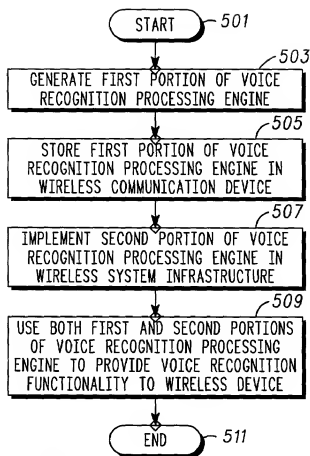 START
501
503
GENERATE FIRST PORTION OF VOICE
RECOGNITION PROCESSING ENGINE
505
STORE FIRST PORTION OF VOICE
RECOGNITION PROCESSING ENGINE IN
WIRELESS COMMUNICATION DEVICE
507
IMPLEMENT SECOND PORTION OF VOICE
RECOGNITION PROCESSING ENGINE IN
WIRELESS SYSTEM INFRASTRUCTURE
509
USE BOTH FIRST AND SECOND PORTIONS
OF VOICE RECOGNITION PROCESSING
ENGINE TO PROVIDE VOICE RECOGNITION
FUNCTIONALITY TO WIRELESS DEVICE
END
511